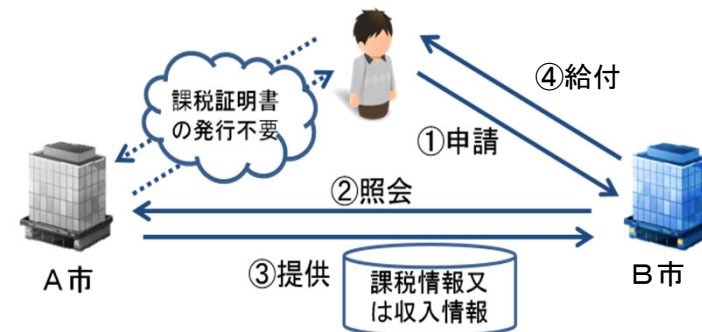 課税証明書
の発行不要
④給付
①申請
②照会
A市
③提供
課税情報又
は収入情報
B市